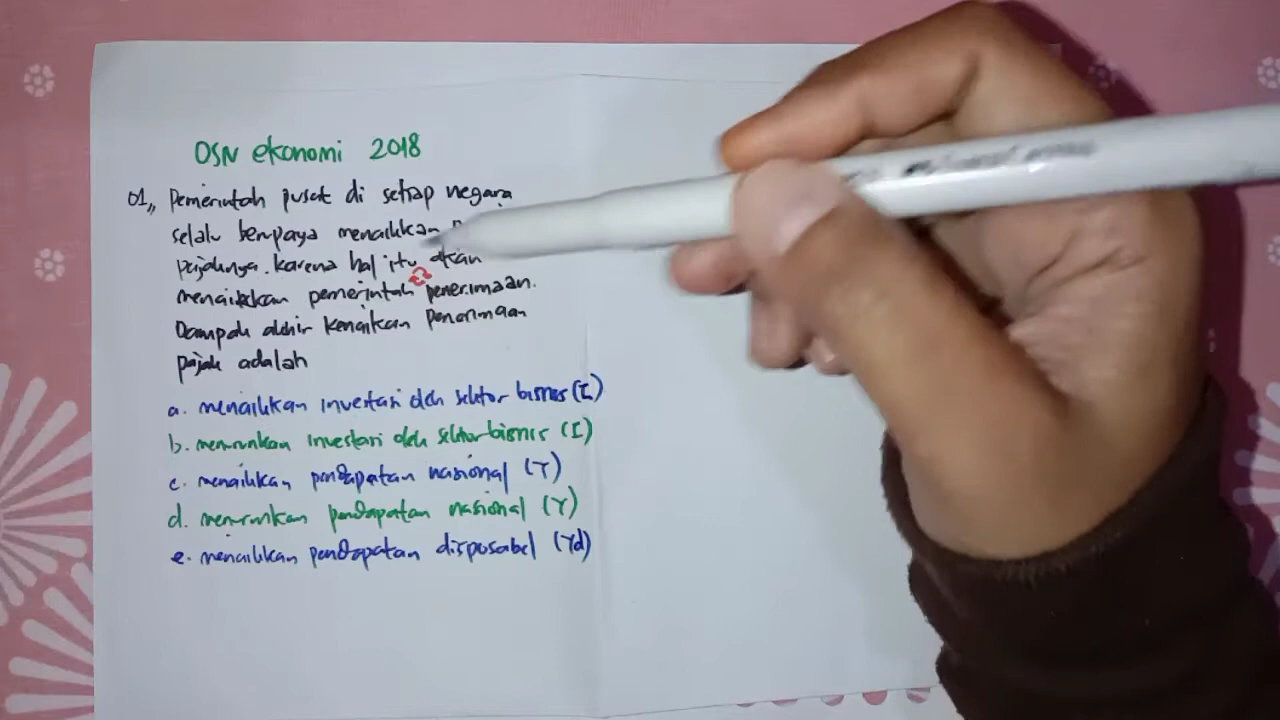 OSN ekonomi 2018
01,, Pemerintah pusat di setiap negara
selalu berupaya menaikkan
pajaknya. karena hal itu akan
menaikkan pemerintah penerimaan.
Dampak akhir kenaikan penerimaan
pajak adalah
a. menaikkan investasi oleh sektor bisnis (I)
b. menurunkan investasi oleh sektor bisnis (I)
c. menaikkan pendapatan nasional (Y)
d. menurunkan pendapatan nasional (Y)
e. menaikkan pendapatan disposabel (Yd)